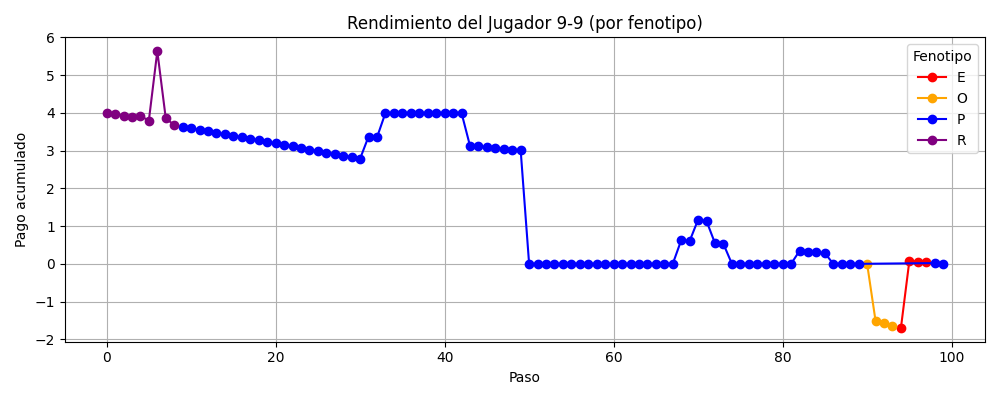 Rendimiento del Jugador 9-9 (por fenotipo)
Pago acumulado
6
5
4
3
2
1
0
−1
−2
0 20 40 60 80 100
Paso
Fenotipo
E
O
P
R